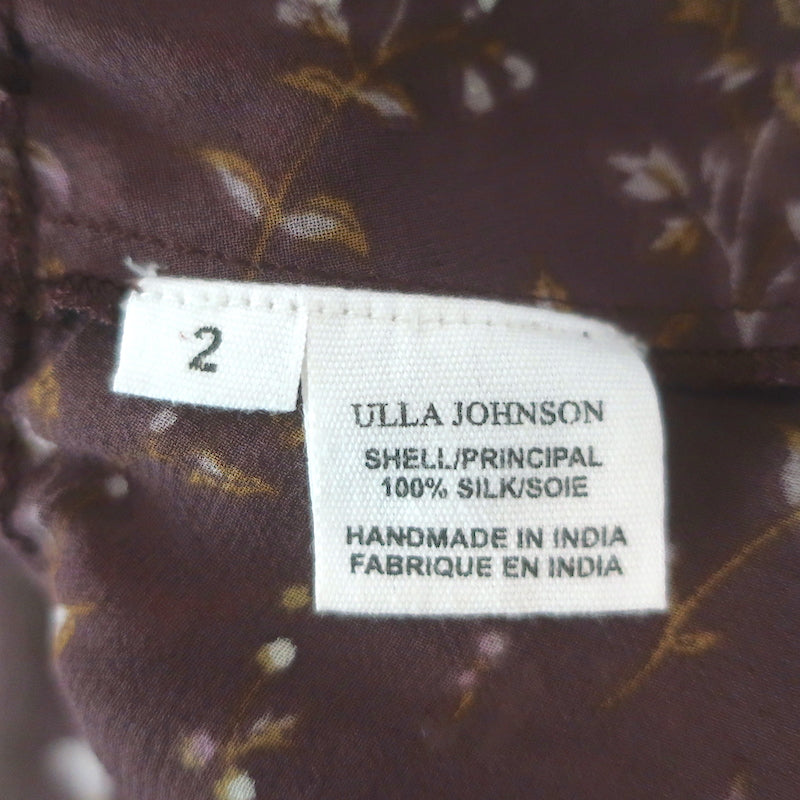 2
ULLA JOHNSON
SHELL/PRINCIPAL
100% SILK/SOIE
HANDMADE IN INDIA
FABRIQUE EN INDIA